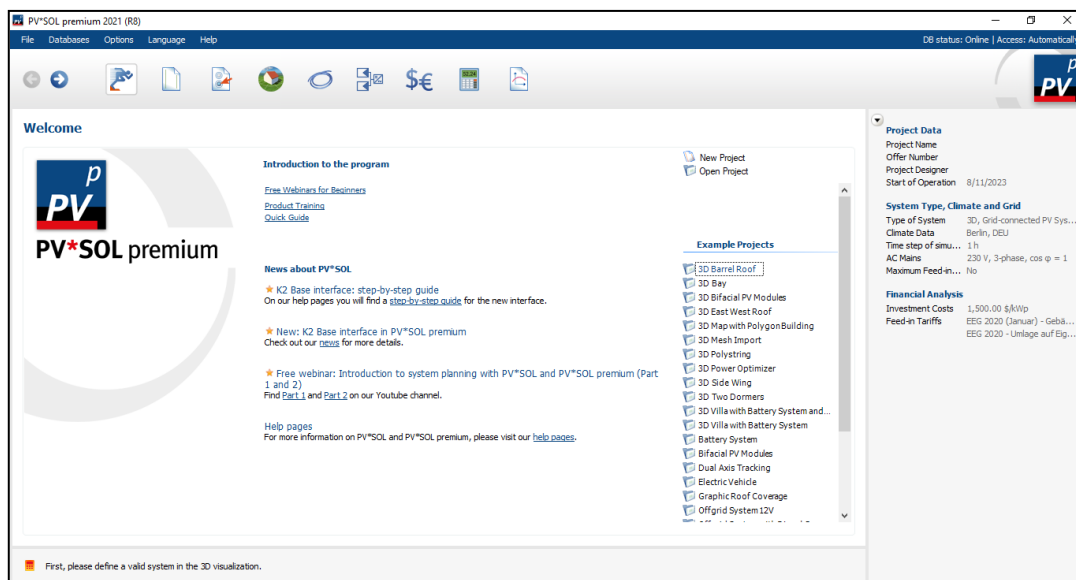 PV*SOL premium 2021 (R8)
File Databases Options Language Help
DB status: Online | Access: Automatically
$€
p
PV
Welcome
p
PV
PV*SOL premium
Introduction to the program
Free Webinars for Beginners
Product Training
Quick Guide
News about PV*SOL
K2 Base interface: step-by-step guide
On our help pages you will find a step-by-step guide for the new interface.
New: K2 Base interface in PV*SOL premium
Check out our news for more details.
Free webinar: Introduction to system planning with PV*SOL and PV*SOL premium (Part
1 and 2)
Find Part 1 and Part 2 on our Youtube channel.
Help pages
For more information on PV*SOL and PV*SOL premium, please visit our help pages.
New Project
Open Project
Example Projects
3D Barrel Roof
3D Bay
3D Bifacial PV Modules
3D East West Roof
3D Map with Polygon Building
3D Mesh Import
3D Polystring
3D Power Optimizer
3D Side Wing
3D Two Dormers
3D Villa with Battery System and...
3D Villa with Battery System
Battery System
Bifacial PV Modules
Dual Axis Tracking
Electric Vehicle
Graphic Roof Coverage
Offgrid System 12V
Project Data
Project Name
Offer Number
Project Designer
Start of Operation 8/11/2023
System Type, Climate and Grid
Type of System 3D, Grid-connected PV Sys...
Climate Data Berlin, DEU
Time step of simu... 1 h
AC Mains 230 V, 3-phase, cos φ = 1
Maximum Feed-in... No
Financial Analysis
Investment Costs 1,500.00 $/kWp
Feed-in Tariffs EEG 2020 (Januar) - Gebä...
EEG 2020 - Umlage auf Eig...
First, please define a valid system in the 3D visualization.